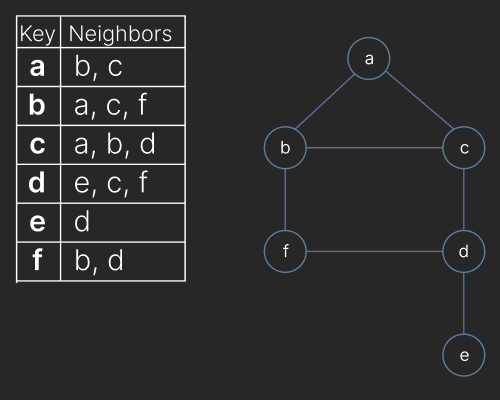 Key Neighbors
a b, c
b a, c, f
c a, b, d
d e, c, f
e d
f b, d
a
b c
f d
e